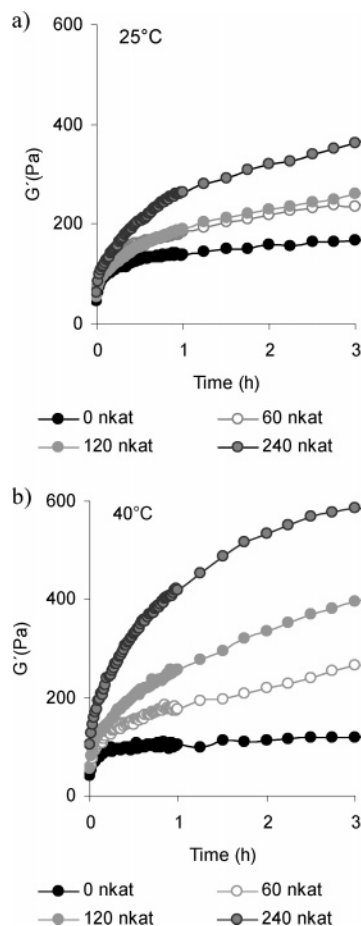 a)
25°C
G´(Pa)
600
400
200
0
0 1 2 3
Time (h)
0 nkat 60 nkat
120 nkat 240 nkat
b)
40°C
G´(Pa)
600
400
200
0
0 1 2 3
Time (h)
0 nkat 60 nkat
120 nkat 240 nkat